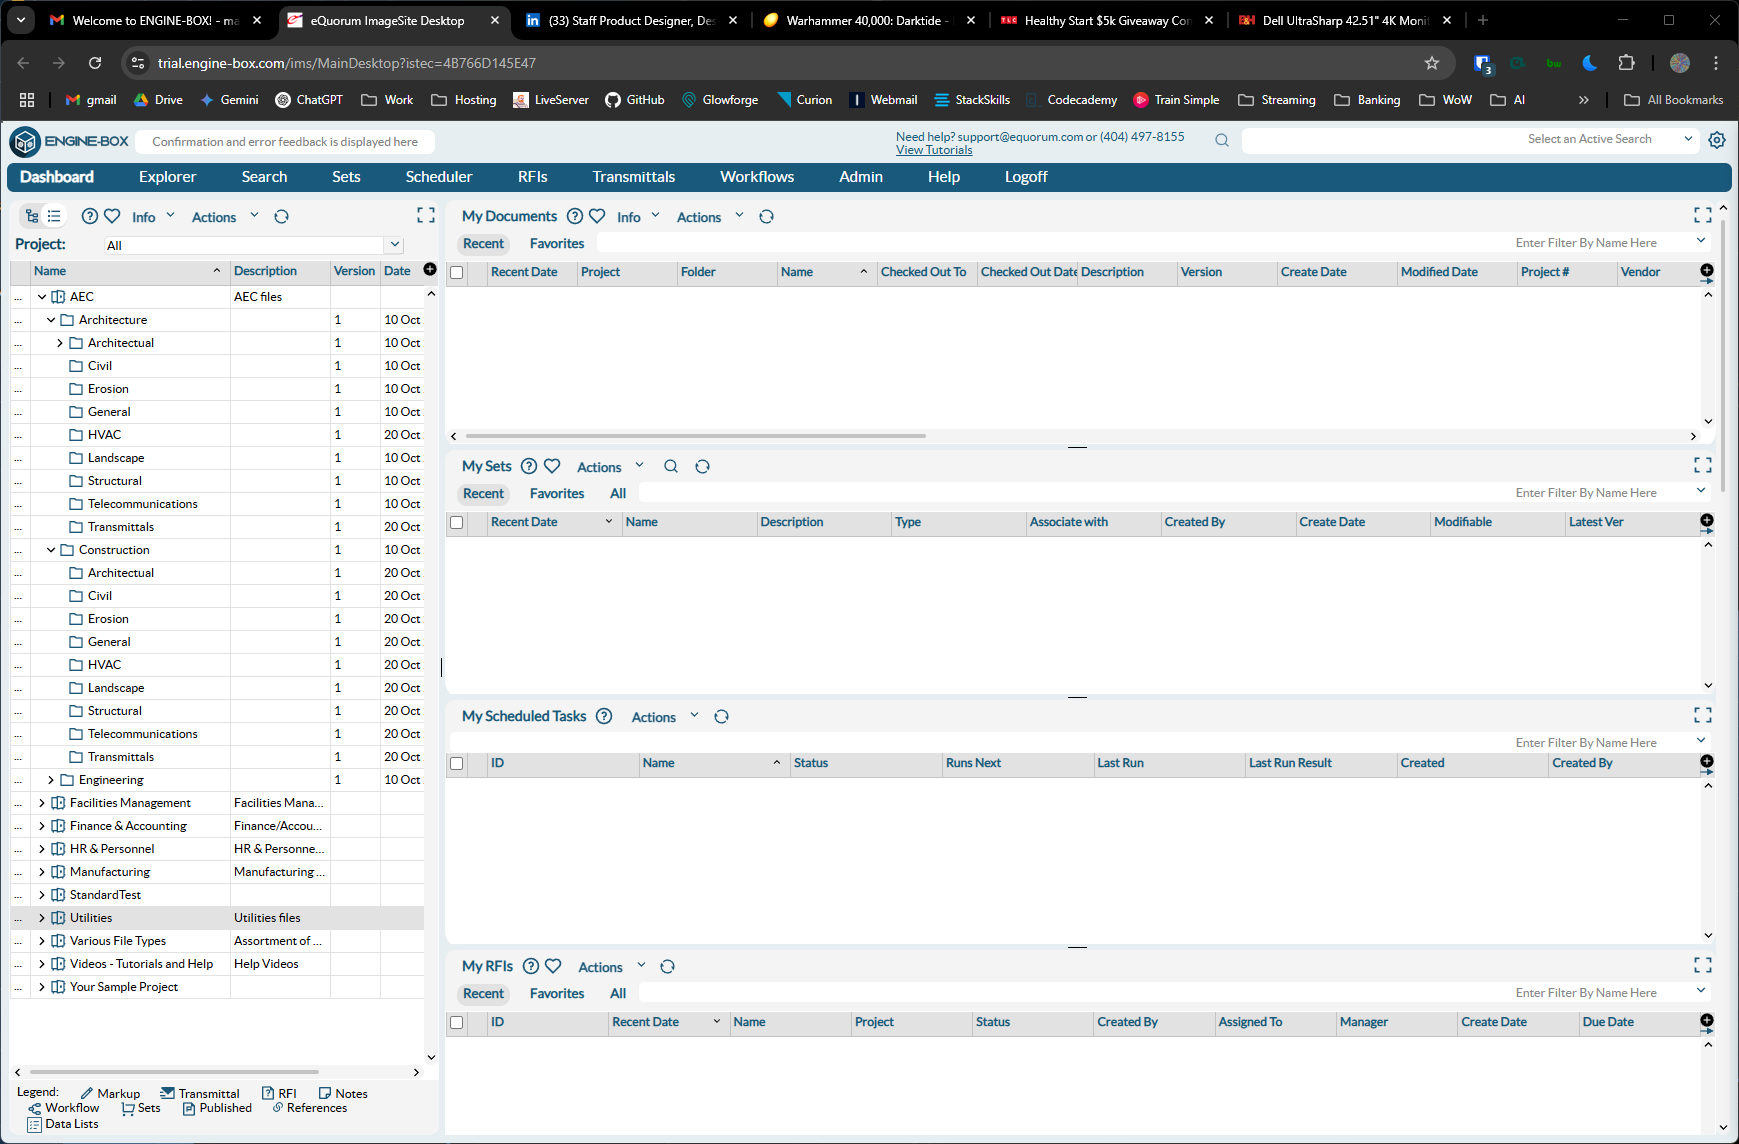 Welcome to ENGINE-BOX! - ma
eQuorum ImageSite Desktop
(33) Staff Product Designer, Des
Warhammer 40,000: Darktide -
Healthy Start $5k Giveaway Con
Dell UltraSharp 42.51" 4K Monit
trial.engine-box.com/ims/MainDesktop?istec=4B766D145E47
3
bw
gmail
Drive
Gemini
ChatGPT
Work
Hosting
LiveServer
GitHub
Glowforge
Curion
Webmail
StackSkills
Codecademy
Train Simple
Streaming
Banking
WoW
AI
All Bookmarks
ENGINE-BOX
Confirmation and error feedback is displayed here
Need help? support@equorum.com or (404) 497-8155
View Tutorials
Select an Active Search
Dashboard Explorer Search Sets Scheduler RFIs Transmittals Workflows Admin Help Logoff
Info Actions
Project: All
Name Description Version Date
... AEC AEC files
... Architecture 1 10 Oct
... Architectual 1 10 Oct
... Civil 1 10 Oct
... Erosion 1 10 Oct
... General 1 10 Oct
... HVAC 1 20 Oct
... Landscape 1 10 Oct
... Structural 1 10 Oct
... Telecommunications 1 10 Oct
... Transmittals 1 20 Oct
... Construction 1 10 Oct
... Architectual 1 20 Oct
... Civil 1 20 Oct
... Erosion 1 20 Oct
... General 1 20 Oct
... HVAC 1 20 Oct
... Landscape 1 20 Oct
... Structural 1 20 Oct
... Telecommunications 1 20 Oct
... Transmittals 1 20 Oct
... Engineering 1 10 Oct
... Facilities Management Facilities Mana...
... Finance & Accounting Finance/Accou...
... HR & Personnel HR & Personne...
... Manufacturing Manufacturing ...
... StandardTest
... Utilities Utilities files
... Various File Types Assortment of ...
... Videos - Tutorials and Help Help Videos
... Your Sample Project
Legend: Markup Transmittal RFI Notes
Workflow Sets Published References
Data Lists
My Documents Info Actions
Recent Favorites Enter Filter By Name Here
Recent Date Project Folder Name Checked Out To Checked Out Date Description Version Create Date Modified Date Project # Vendor
My Sets Actions
Recent Favorites All Enter Filter By Name Here
Recent Date Name Description Type Associate with Created By Create Date Modifiable Latest Ver
My Scheduled Tasks Actions
Enter Filter By Name Here
ID Name Status Runs Next Last Run Last Run Result Created Created By
My RFIs Actions
Recent Favorites All Enter Filter By Name Here
ID Recent Date Name Project Status Created By Assigned To Manager Create Date Due Date